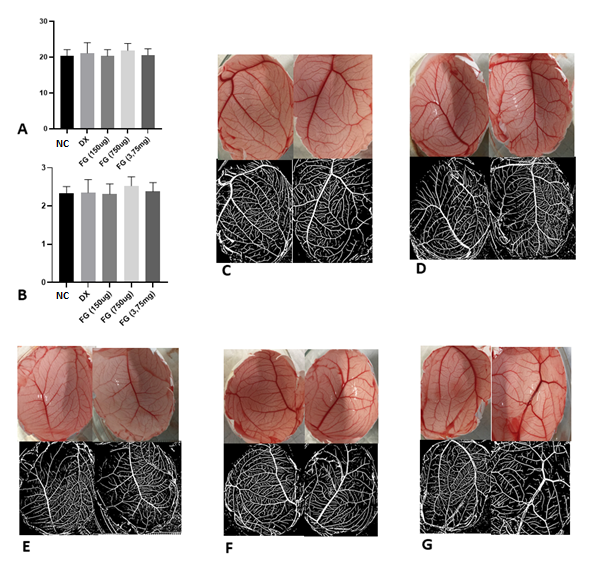 30
20
10
0
A
NC
DX
FG (150ug)
FG (750ug)
FG (3,75mg)
3
2
1
0
B
NC
DX
FG (150ug)
FG (750ug)
FG (3,75mg)
C
D
E
F
G